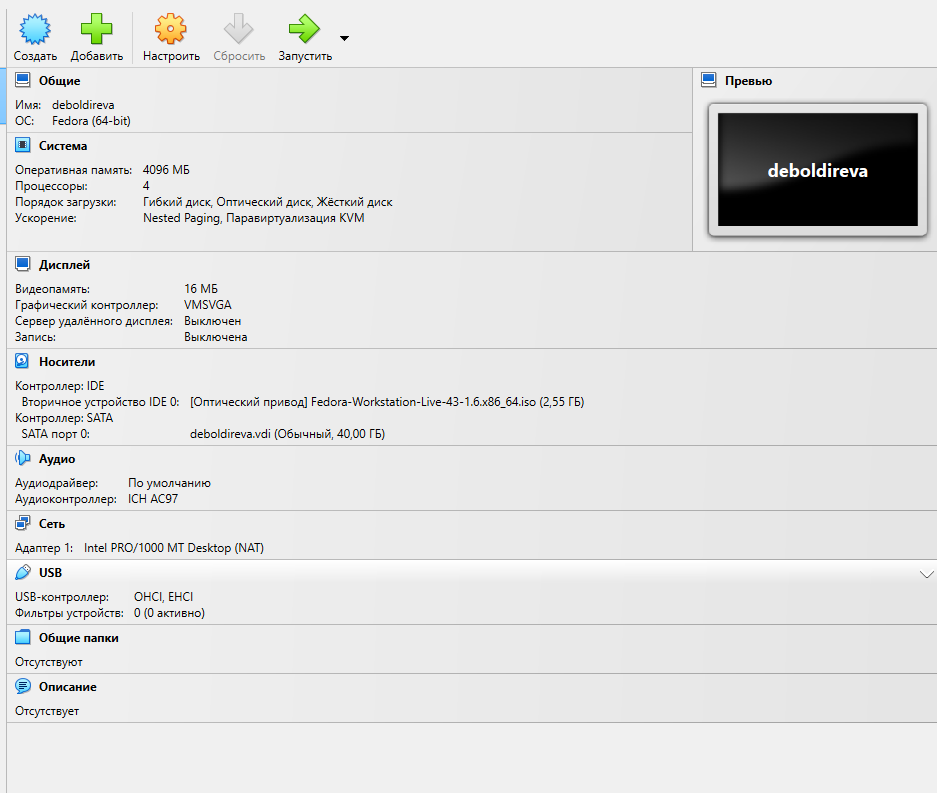 Создать Добавить Настроить Сбросить Запустить
Общие
Имя: deboldireva
ОС: Fedora (64-bit)
Превью
deboldireva
Система
Оперативная память: 4096 МБ
Процессоры: 4
Порядок загрузки: Гибкий диск, Оптический диск, Жёсткий диск
Ускорение: Nested Paging, Паравиртуализация KVM
Дисплей
Видеопамять: 16 МБ
Графический контроллер: VMSVGA
Сервер удалённого дисплея: Выключен
Запись: Выключена
Носители
Контроллер: IDE
Вторичное устройство IDE 0: [Оптический привод] Fedora-Workstation-Live-43-1.6.x86_64.iso (2,55 ГБ)
Контроллер: SATA
SATA порт 0: deboldireva.vdi (Обычный, 40,00 ГБ)
Аудио
Аудиодрайвер: По умолчанию
Аудиоконтроллер: ICH AC97
Сеть
Адаптер 1: Intel PRO/1000 MT Desktop (NAT)
USB
USB-контроллер: OHCI, EHCI
Фильтры устройств: 0 (0 активно)
Общие папки
Отсутствуют
Описание
Отсутствует